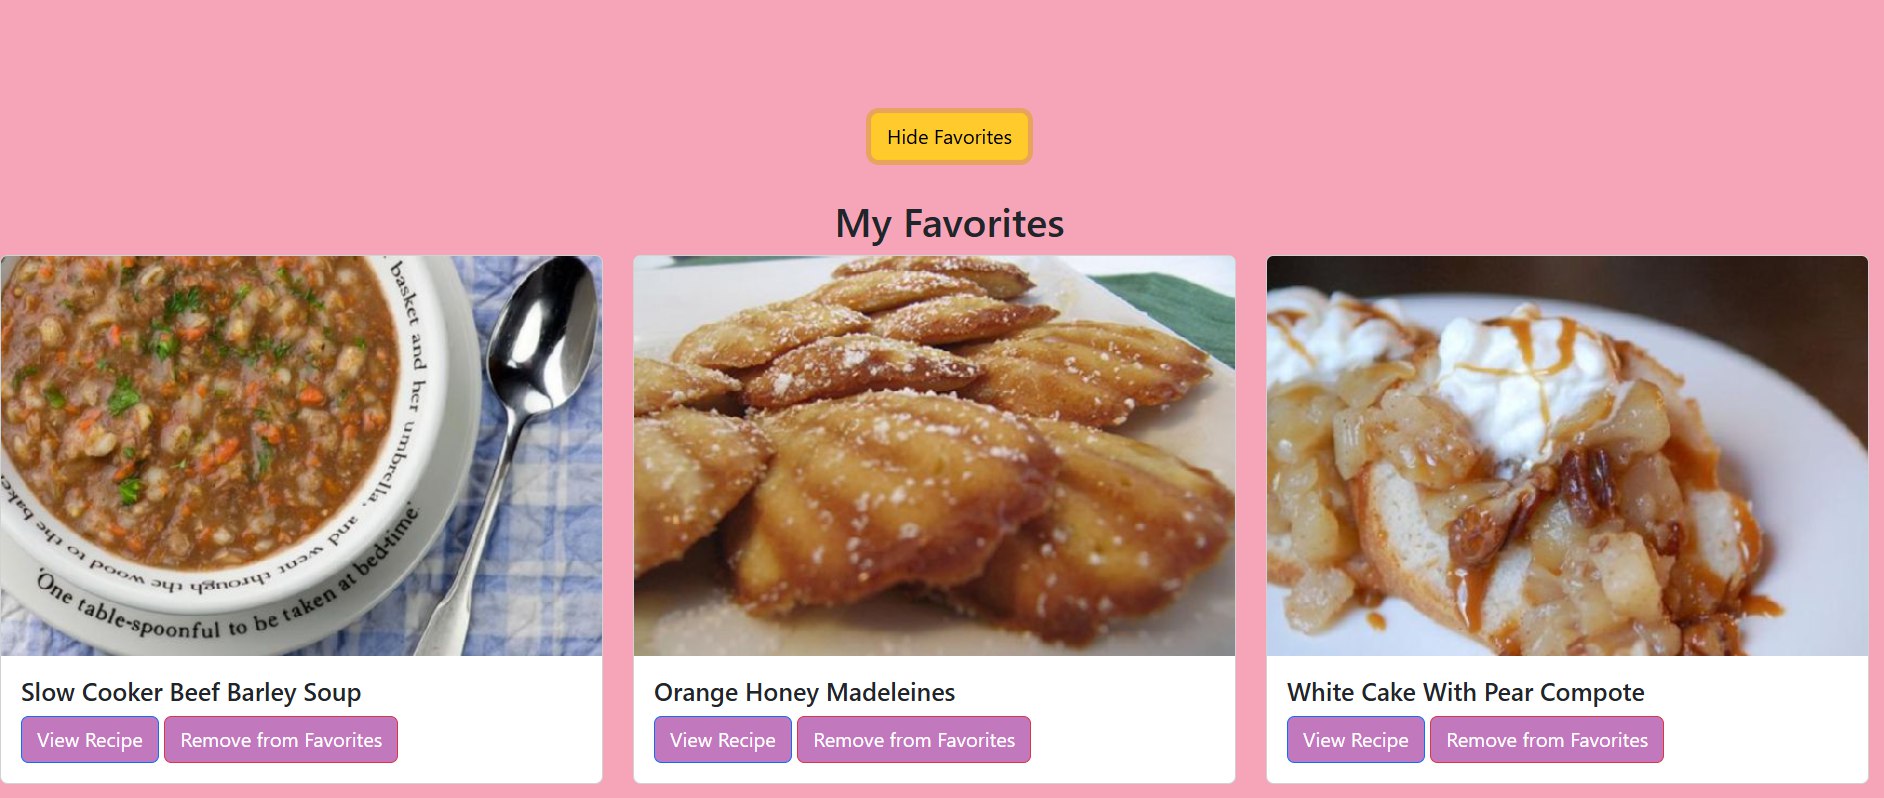 Hide Favorites
My Favorites
basket and her umbrella, and went through the wood to the
'One table-spoonful to be taken at bed-time.'
Slow Cooker Beef Barley Soup
View Recipe Remove from Favorites
Orange Honey Madeleines
View Recipe Remove from Favorites
White Cake With Pear Compote
View Recipe Remove from Favorites